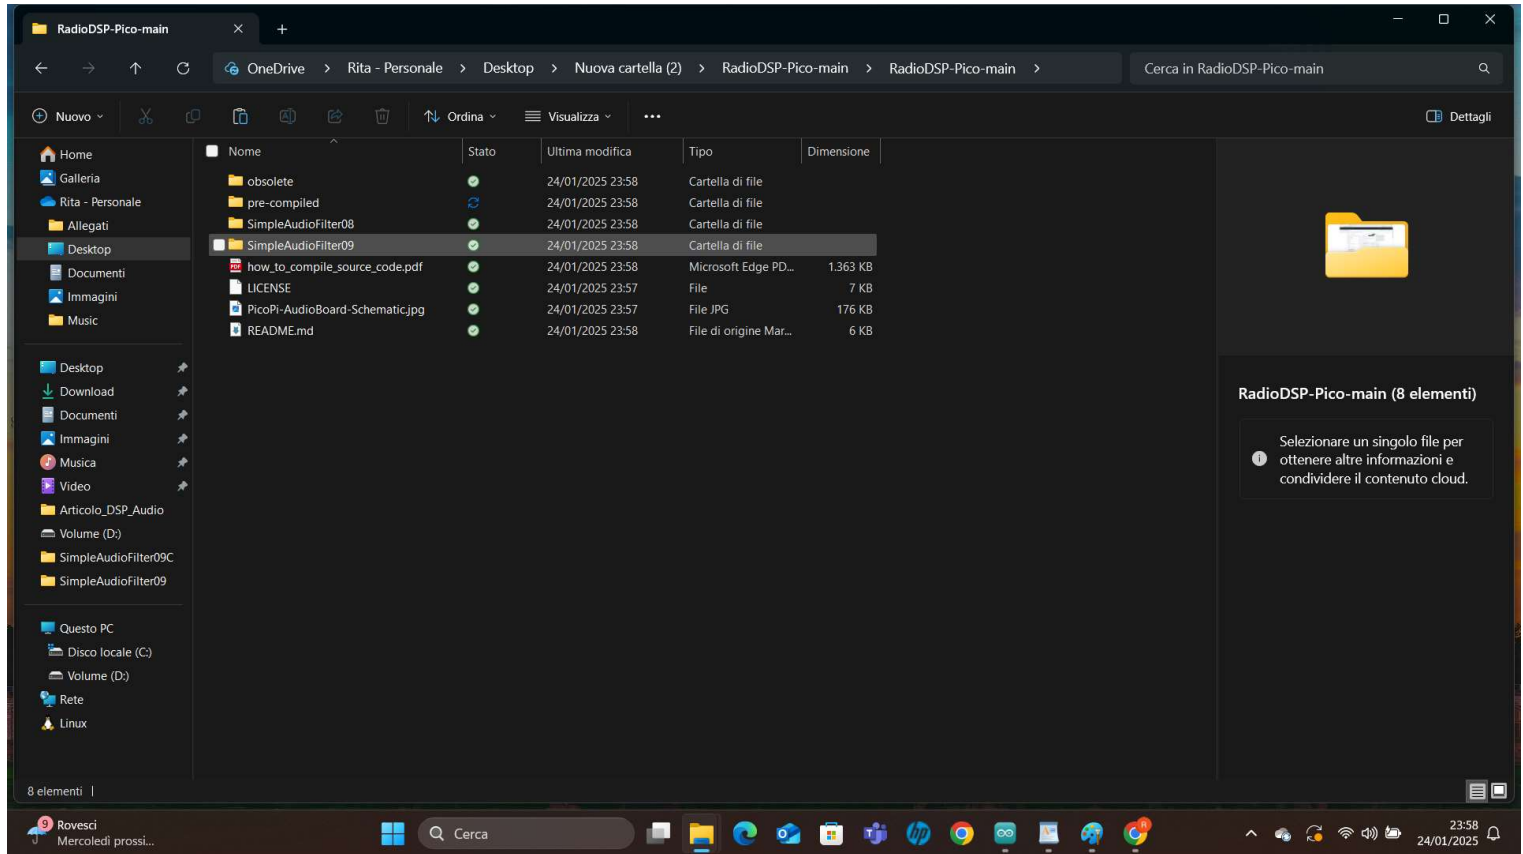 RadioDSP-Pico-main
OneDrive > Rita - Personale > Desktop > Nuova cartella (2) > RadioDSP-Pico-main > RadioDSP-Pico-main >
Cerca in RadioDSP-Pico-main
Nuovo
Ordina
Visualizza
Dettagli
Home
Galleria
Rita - Personale
Allegati
Desktop
Documenti
Immagini
Music
Desktop
Download
Documenti
Immagini
Musica
Video
Articolo_DSP_Audio
Volume (D:)
SimpleAudioFilter09C
SimpleAudioFilter09
Questo PC
Disco locale (C:)
Volume (D:)
Rete
Linux
Nome Stato Ultima modifica Tipo Dimensione
obsolete 24/01/2025 23:58 Cartella di file
pre-compiled 24/01/2025 23:58 Cartella di file
SimpleAudioFilter08 24/01/2025 23:58 Cartella di file
SimpleAudioFilter09 24/01/2025 23:58 Cartella di file
how_to_compile_source_code.pdf 24/01/2025 23:58 Microsoft Edge PD... 1.363 KB
LICENSE 24/01/2025 23:57 File 7 KB
PicoPi-AudioBoard-Schematic.jpg 24/01/2025 23:57 File JPG 176 KB
README.md 24/01/2025 23:58 File di origine Mar... 6 KB
RadioDSP-Pico-main (8 elementi)
Selezionare un singolo file per
ottenere altre informazioni e
condividere il contenuto cloud.
8 elementi
9
Rovesci
Mercoledì prossi...
Cerca
23:58
24/01/2025